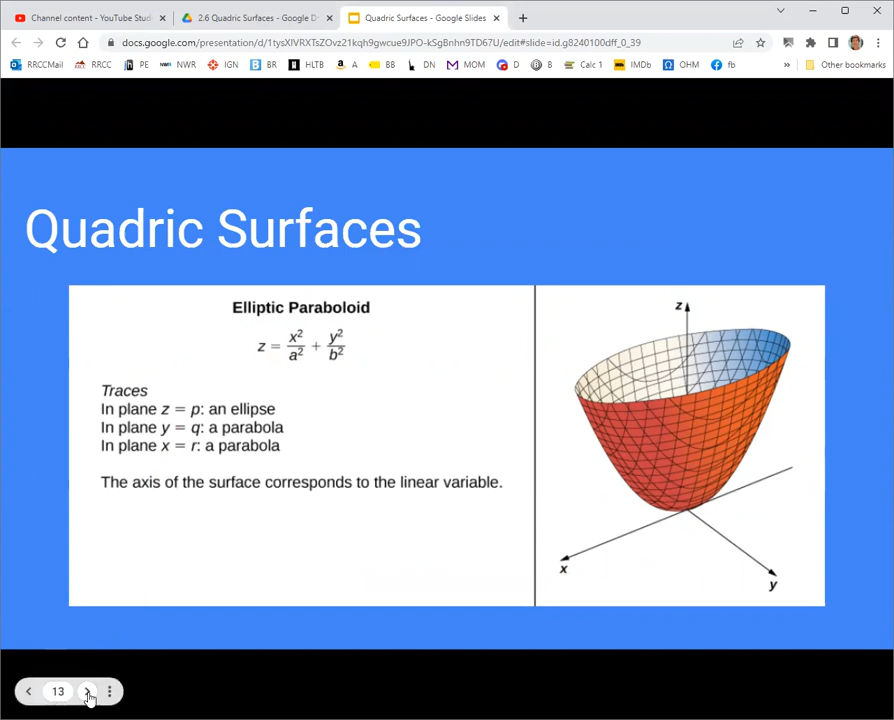 Channel content - YouTube Stud
2.6 Quadric Surfaces - Google D
Quadric Surfaces - Google Slides
docs.google.com/presentation/d/1tysXIVRXTsZOvz21kqh9gwcue9JPO-kSgBnhn9TD67U/edit#slide=id.g8240100dff_0_39
RRCCMail RRCC PE NWR IGN BR HLTB A BB DN MOM D BC Calc 1 IMDb OHM fb » Other bookmarks
Quadric Surfaces
Elliptic Paraboloid
z = x²/a² + y²/b²
Traces
In plane z = p: an ellipse
In plane y = q: a parabola
In plane x = r: a parabola
The axis of the surface corresponds to the linear variable.
z
x
y
13